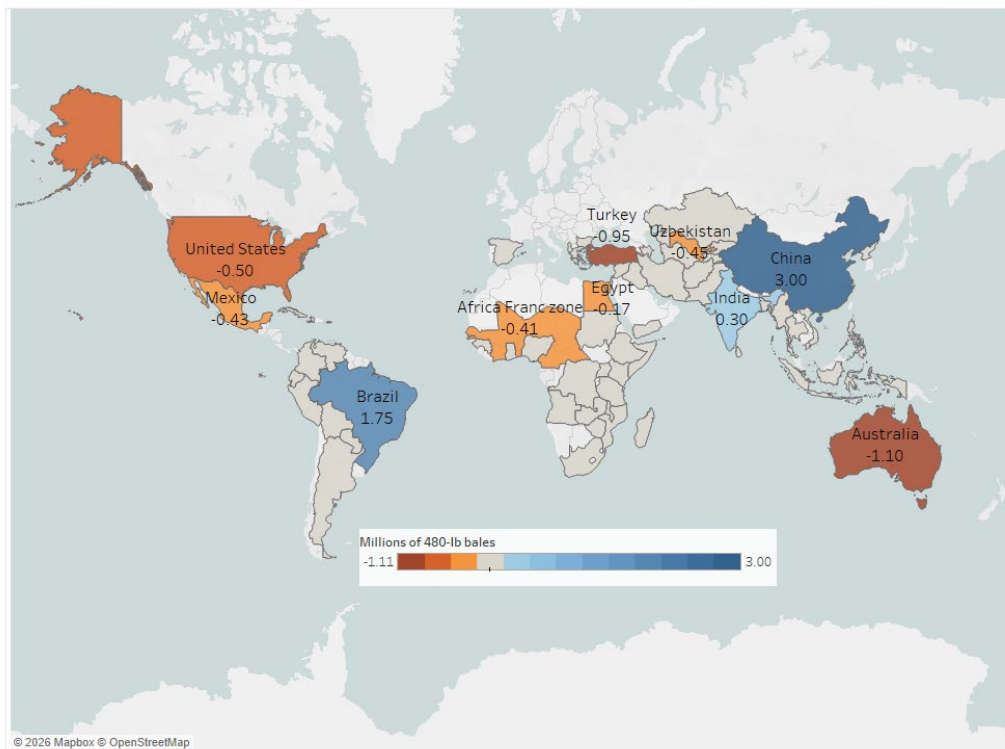 Turkey
-0.95
Uzbekistan
-0.45
United States
-0.50
China
3.00
Mexico
-0.43
Egypt
-0.17
India
0.30
Africa Franc zone
-0.41
Brazil
1.75
Australia
-1.10
Millions of 480-lb bales
-1.11 3.00
© 2026 Mapbox © OpenStreetMap